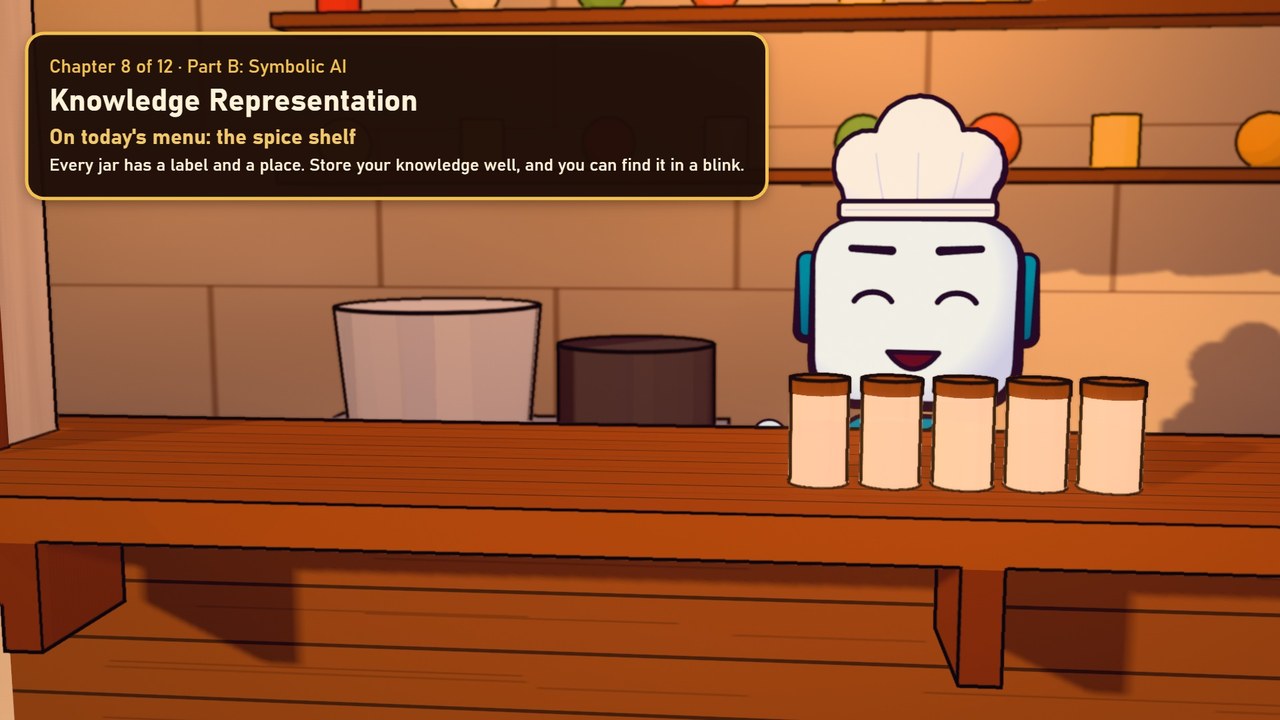 Chapter 8 of 12 · Part B: Symbolic AI
Knowledge Representation
On today's menu: the spice shelf
Every jar has a label and a place. Store your knowledge well, and you can find it in a blink.